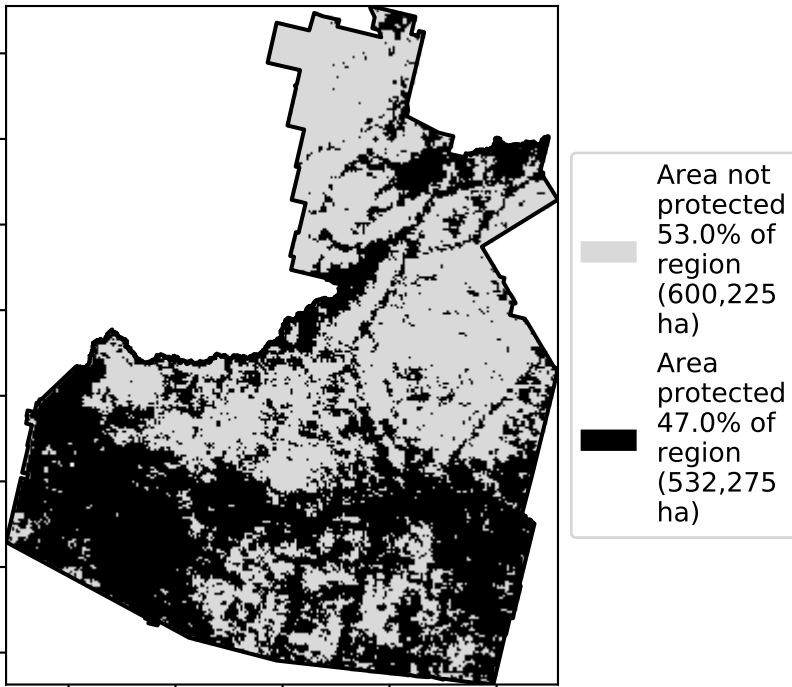 Area not
protected
53.0% of
region
(600,225
ha)
Area
protected
47.0% of
region
(532,275
ha)